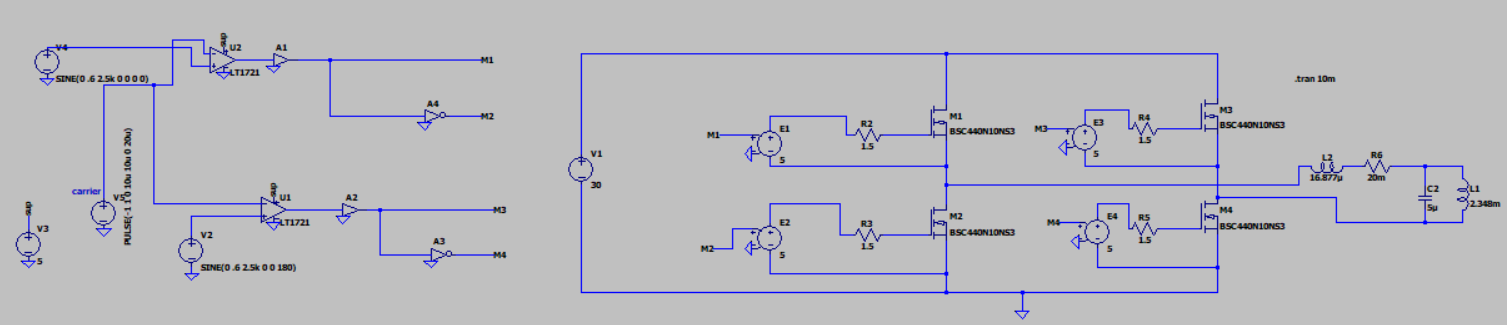 V4
SINE(0 .6 2.5k 0 0 0 0)
sup
U2
LT1721
A1
M1
A4
M2
carrier
V5
PULSE(-1 1 0 10u 10u 0 20u)
sup
V3
5
V2
SINE(0 .6 2.5k 0 0 180)
sup
U1
LT1721
A2
M3
A3
M4
V1
30
M1
E1
5
R2
1.5
M1
BSC440N10NS3
M2
E2
5
R3
1.5
M2
BSC440N10NS3
M3
E3
5
R4
1.5
M3
BSC440N10NS3
M4
E4
5
R5
1.5
M4
BSC440N10NS3
.tran 10m
L2
16.877µ
R6
20m
C2
5µ
L1
2.348m